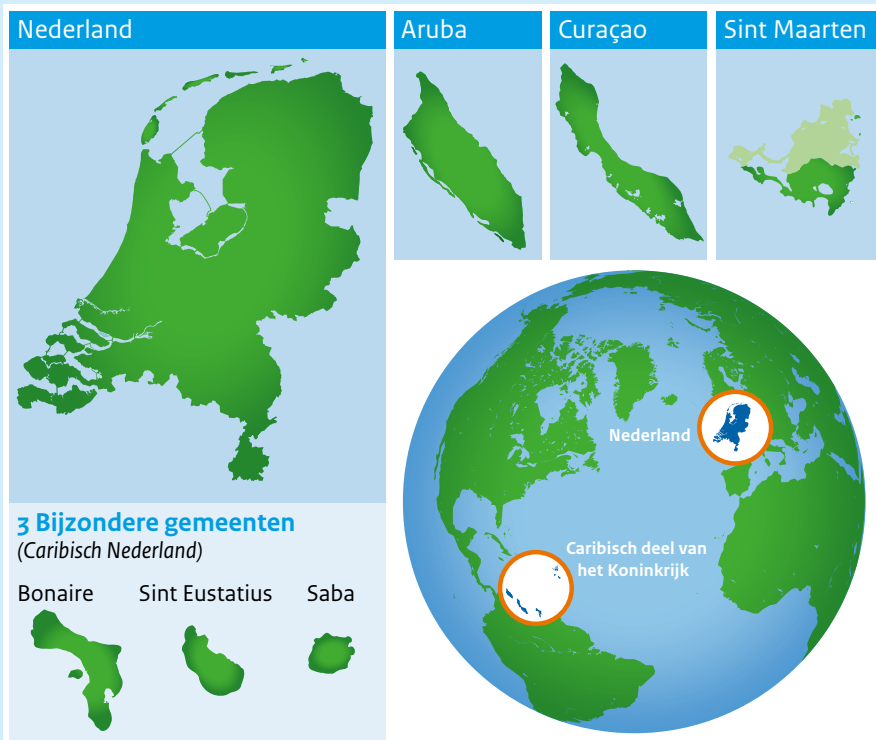 Nederland
Aruba
Curaçao
Sint Maarten
3 Bijzondere gemeenten
(Caribisch Nederland)
Bonaire
Sint Eustatius
Saba
Nederland
Caribisch deel van
het Koninkrijk